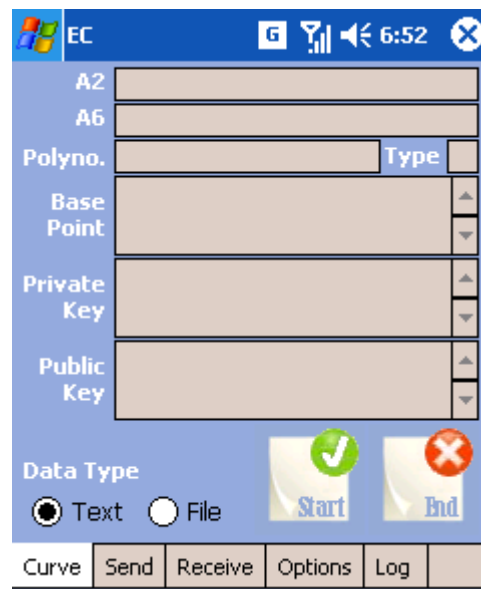 EC G 6:52
A2
A6
Polyno. Type
Base
Point
Private
Key
Public
Key
Data Type
Text File
Start End
Curve Send Receive Options Log